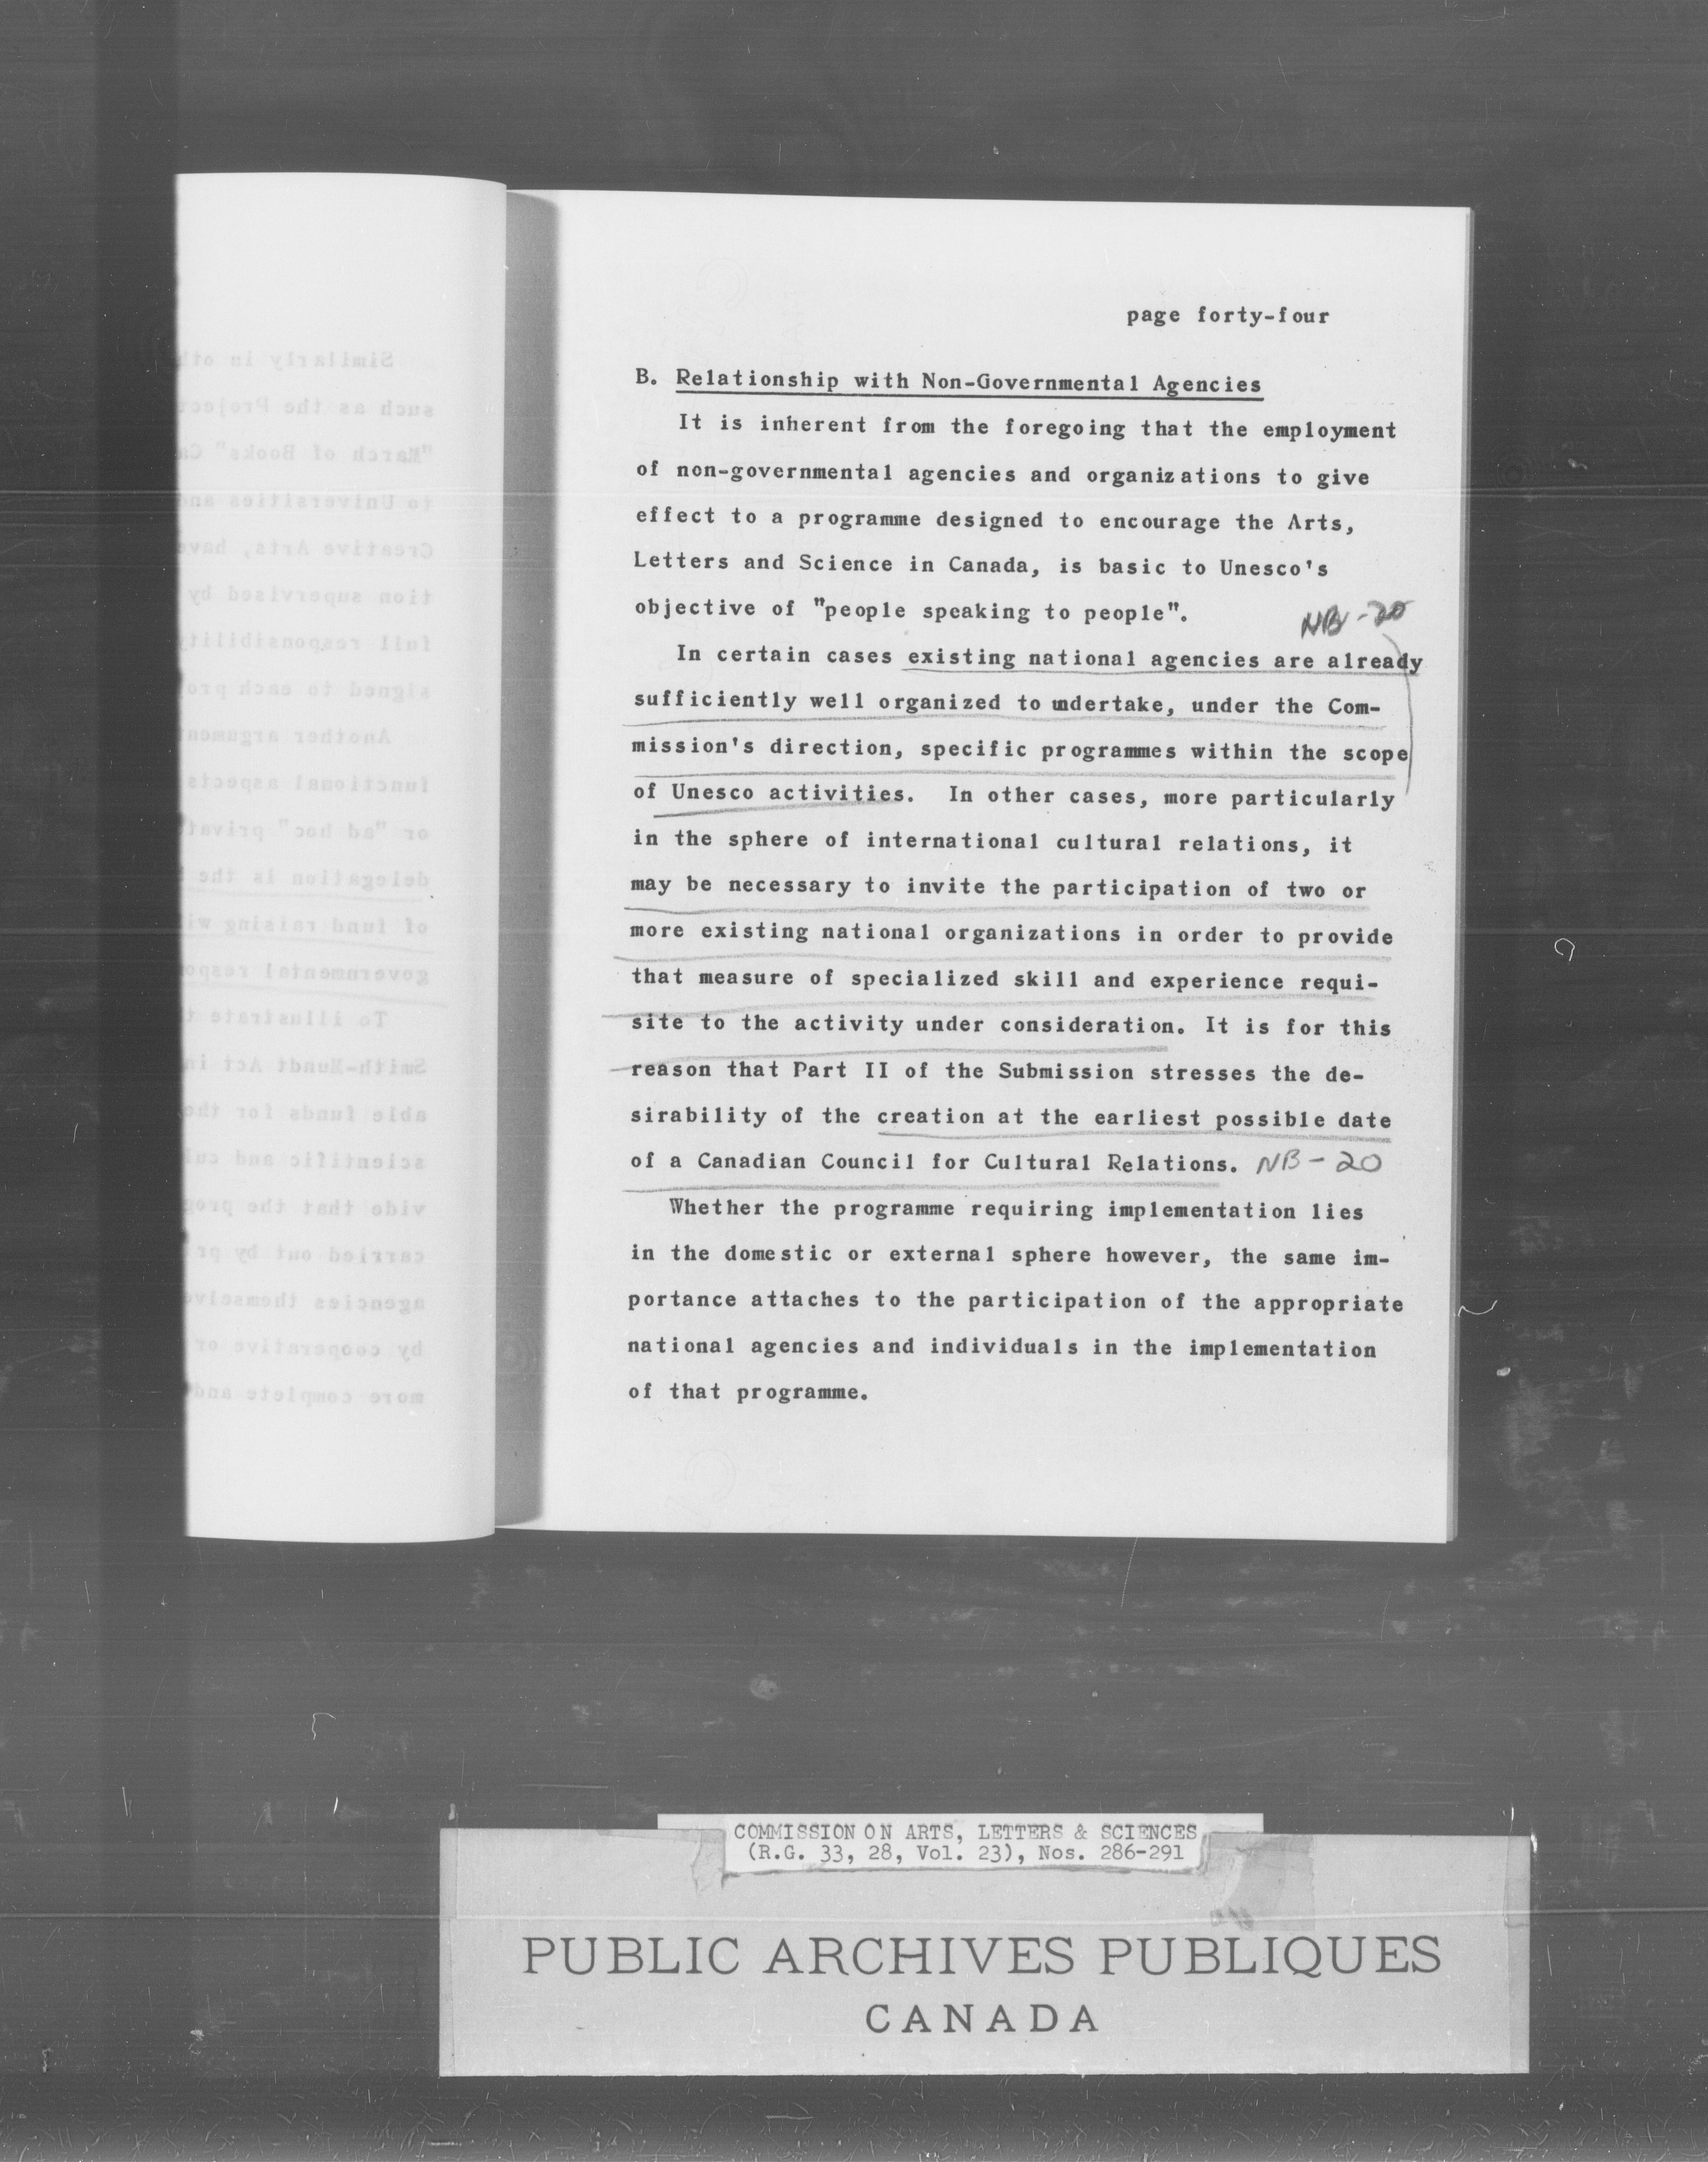 page forty-four
B. Relationship with Non-Governmental Agencies
It is inherent from the foregoing that the employment
of non-governmental agencies and organizations to give
effect to a programme designed to encourage the Arts,
Letters and Science in Canada, is basic to Unesco's
objective of "people speaking to people".
NB-20
In certain cases existing national agencies are already
sufficiently well organized to undertake, under the Com-
mission's direction, specific programmes within the scope
of Unesco activities. In other cases, more particularly
in the sphere of international cultural relations, it
may be necessary to invite the participation of two or
more existing national organizations in order to provide
that measure of specialized skill and experience requi-
site to the activity under consideration. It is for this
reason that Part II of the Submission stresses the de-
sirability of the creation at the earliest possible date
of a Canadian Council for Cultural Relations. NB-20
Whether the programme requiring implementation lies
in the domestic or external sphere however, the same im-
portance attaches to the participation of the appropriate
national agencies and individuals in the implementation
of that programme.
COMMISSION ON ARTS, LETTERS & SCIENCES
(R.G. 33, 28, Vol. 23), Nos. 286-291
PUBLIC ARCHIVES PUBLIQUES
CANADA